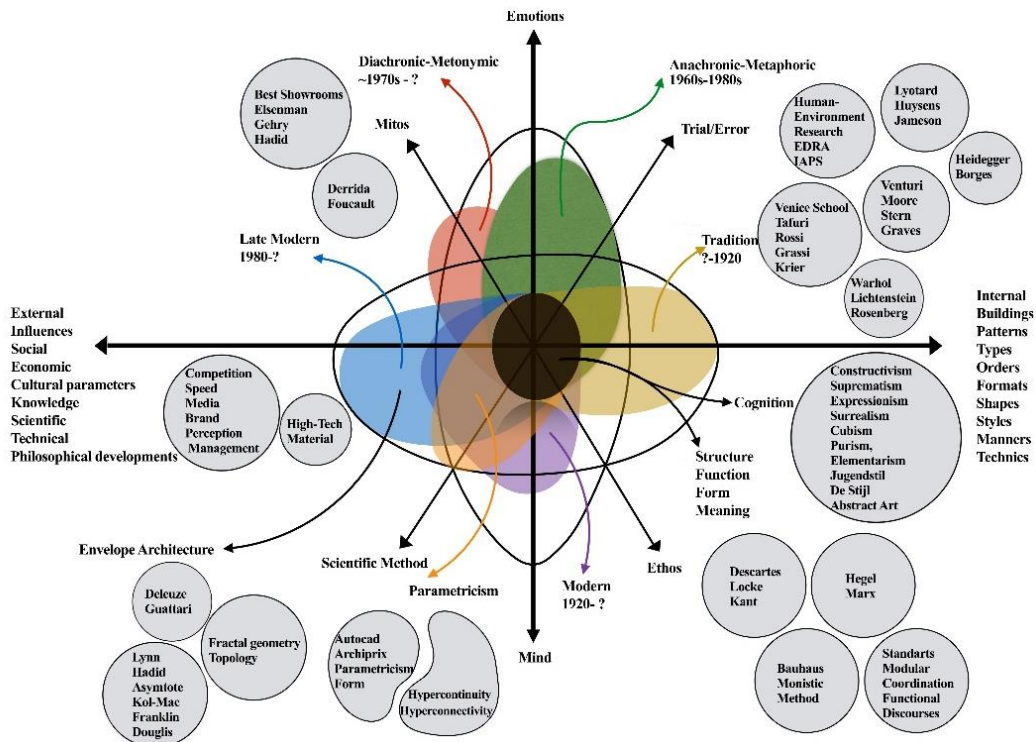 Emotions
Diachronic-Metonymic
~1970s - ?
Anachronic-Metaphoric
1960s-1980s
Best Showrooms
Elsenman
Gehry
Hadid
Mitos
Derrida
Foucault
Trial/Error
Human-
Environment
Research
EDRA
IAPS
Lyotard
Huysens
Jameson
Heidegger
Borges
Venice School
Tafuri
Rossi
Grassi
Krier
Venturi
Moore
Stern
Graves
Late Modern
1980-?
Tradition
?-1920
Warhol
Lichtenstein
Rosenberg
External
Influences
Social
Economic
Cultural parameters
Knowledge
Scientific
Technical
Philosophical developments
Internal
Buildings
Patterns
Types
Orders
Formats
Shapes
Styles
Manners
Technics
Competition
Speed
Media
Brand
Perception
Management
High-Tech
Material
Cognition
Constructivism
Suprematism
Expressionism
Surrealism
Cubism
Purism,
Elementarism
Jugendstil
De Stijl
Abstract Art
Structure
Function
Form
Meaning
Envelope Architecture
Scientific Method
Parametricism
Modern
1920- ?
Ethos
Deleuze
Guattari
Fractal geometry
Topology
Lynn
Hadid
Asymtote
Kol-Mac
Franklin
Douglis
Autocad
Archiprix
Parametricism
Form
Hypercontinuity
Hyperconnectivity
Mind
Descartes
Locke
Kant
Hegel
Marx
Bauhaus
Monistic
Method
Standarts
Modular
Coordination
Functional
Discourses